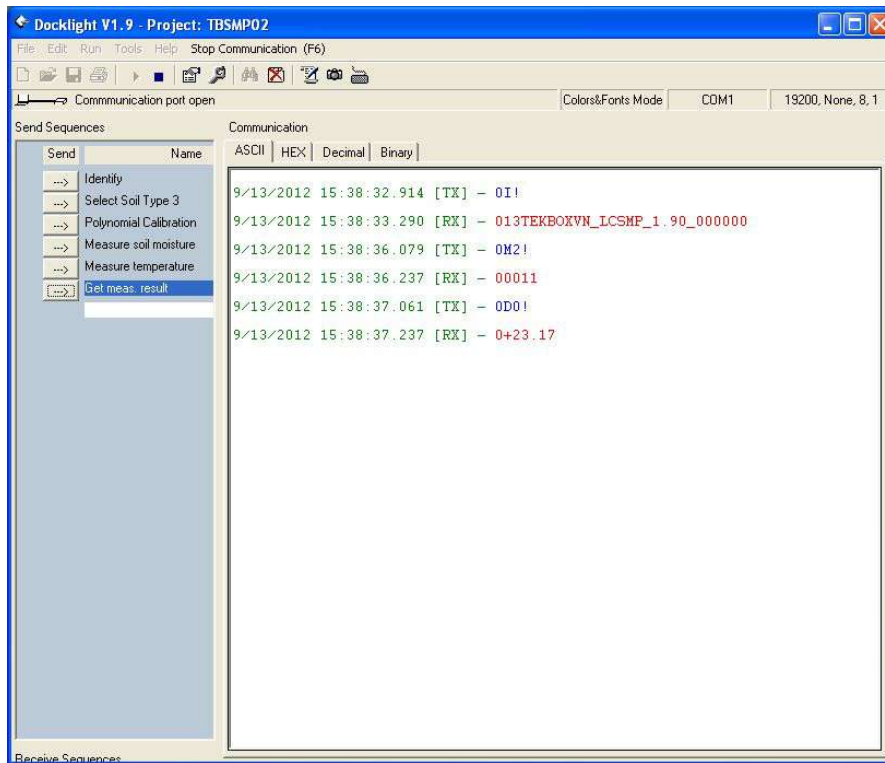 Docklight V1.9 - Project: TBSMP02
File Edit Run Tools Help Stop Communication (F6)
Commmunication port open Colors&Fonts Mode COM1 19200, None, 8, 1
Send Sequences
Send Name
---> Identify
---> Select Soil Type 3
---> Polynomial Calibration
---> Measure soil moisture
---> Measure temperature
---> Get meas. result
Communication
ASCII HEX Decimal Binary
9/13/2012 15:38:32.914 [TX] - 0I!
9/13/2012 15:38:33.290 [RX] - 013TEKBOXVN_LCSMP_1.90_000000
9/13/2012 15:38:36.079 [TX] - 0M2!
9/13/2012 15:38:36.237 [RX] - 00011
9/13/2012 15:38:37.061 [TX] - 0D0!
9/13/2012 15:38:37.237 [RX] - 0+23.17
Receive Sequences